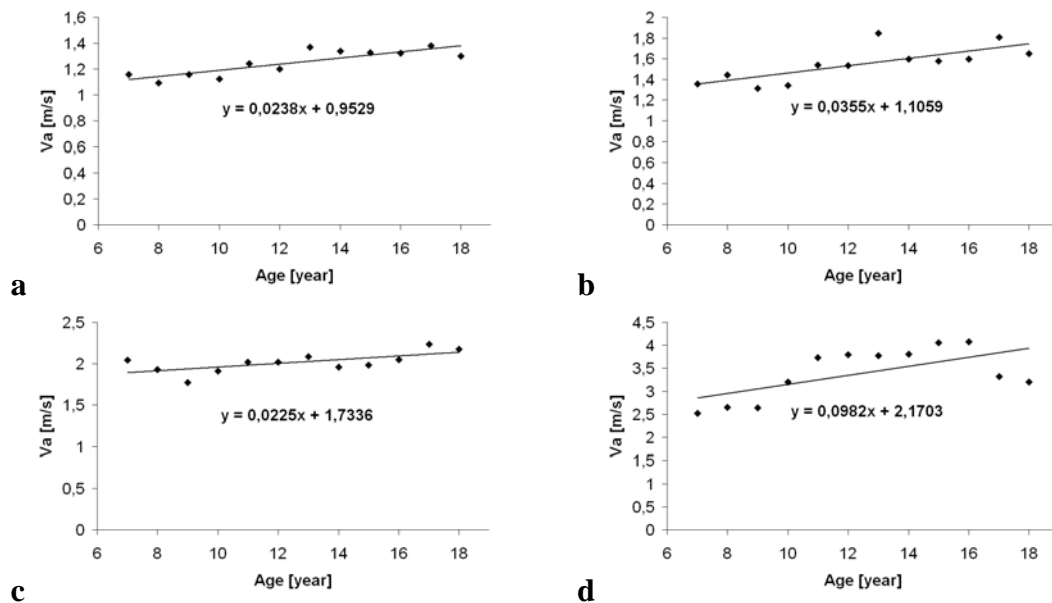 1,6
1,4
1,2
1
0,8
0,6
0,4
0,2
0
Va [m/s]
y = 0,0238x + 0,9529
6 8 10 12 14 16 18
Age [year]
a
2
1,8
1,6
1,4
1,2
1
0,8
0,6
0,4
0,2
0
Va [m/s]
y = 0,0355x + 1,1059
6 8 10 12 14 16 18
Age [year]
b
2,5
2
1,5
1
0,5
0
Va [m/s]
y = 0,0225x + 1,7336
6 8 10 12 14 16 18
Age [year]
c
4,5
4
3,5
3
2,5
2
1,5
1
0,5
0
Va [m/s]
y = 0,0982x + 2,1703
6 8 10 12 14 16 18
Age [year]
d